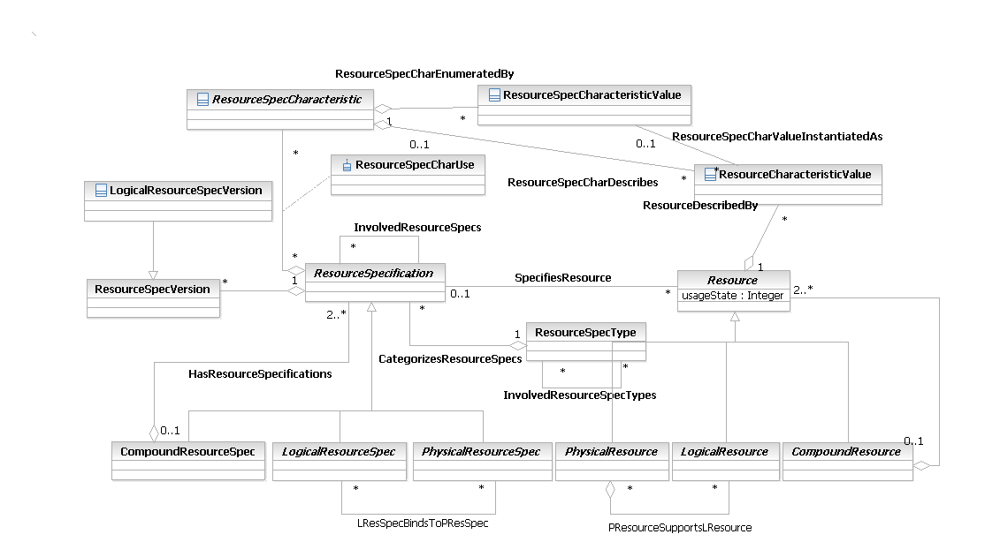 ResourceSpecCharEnumeratedBy
ResourceSpecCharacteristic
ResourceSpecCharacteristicValue
1
*
0..1
0..1
ResourceSpecCharValueInstantiatedAs
*
ResourceSpecCharUse
*
ResourceCharacteristicValue
*
ResourceSpecCharDescribes
LogicalResourceSpecVersion
ResourceDescribedBy
*
InvolvedResourceSpecs
*
*
1
ResourceSpecification
*
ResourceSpecVersion
*
1
SpecifiesResource
0..1
*
Resource
usageState : Integer
2..*
2..*
*
1
ResourceSpecType
CategorizesResourceSpecs
HasResourceSpecifications
*
*
InvolvedResourceSpecTypes
0..1
0..1
CompoundResourceSpec
LogicalResourceSpec
PhysicalResourceSpec
PhysicalResource
LogicalResource
CompoundResource
*
*
*
*
LResSpecBindsToPResSpec
PResourceSupportsLResource